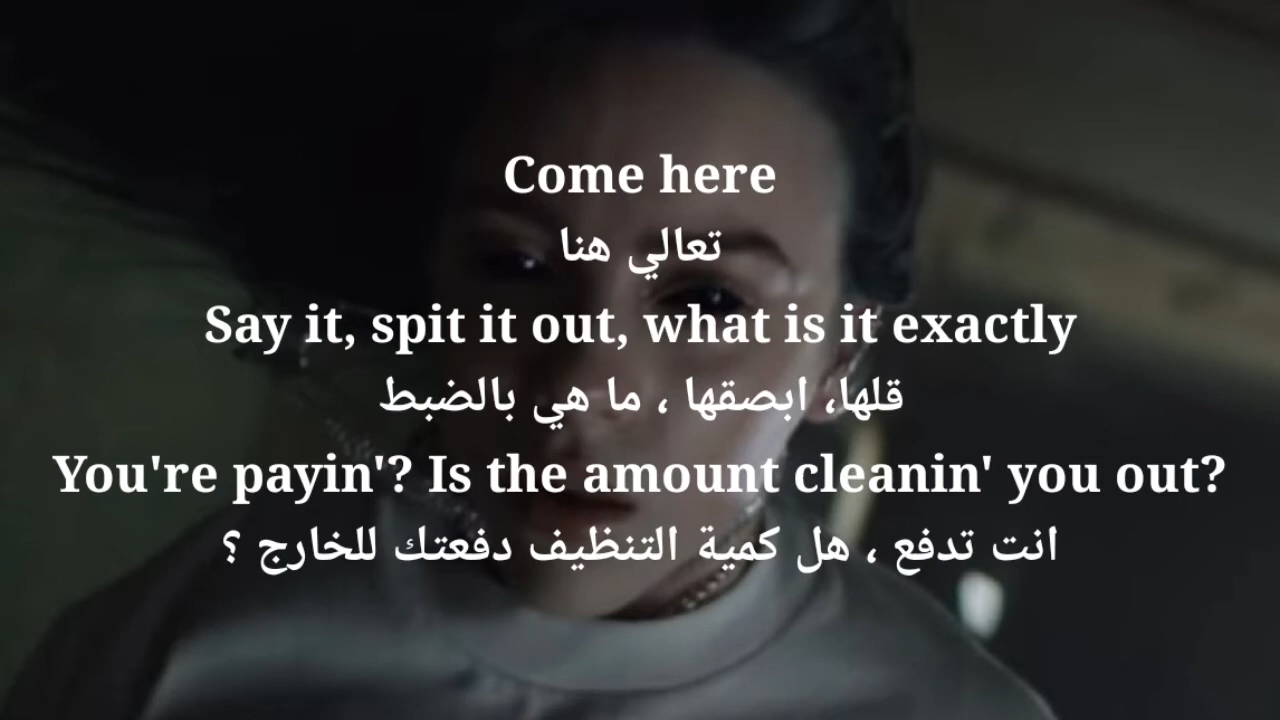 Come here
تعالي هنا
Say it, spit it out, what is it exactly
قلها، ابصقها ، ما هي بالضبط
You're payin'? Is the amount cleanin' you out?
انت تدفع ، هل كمية التنظيف دفعتك للخارج ؟